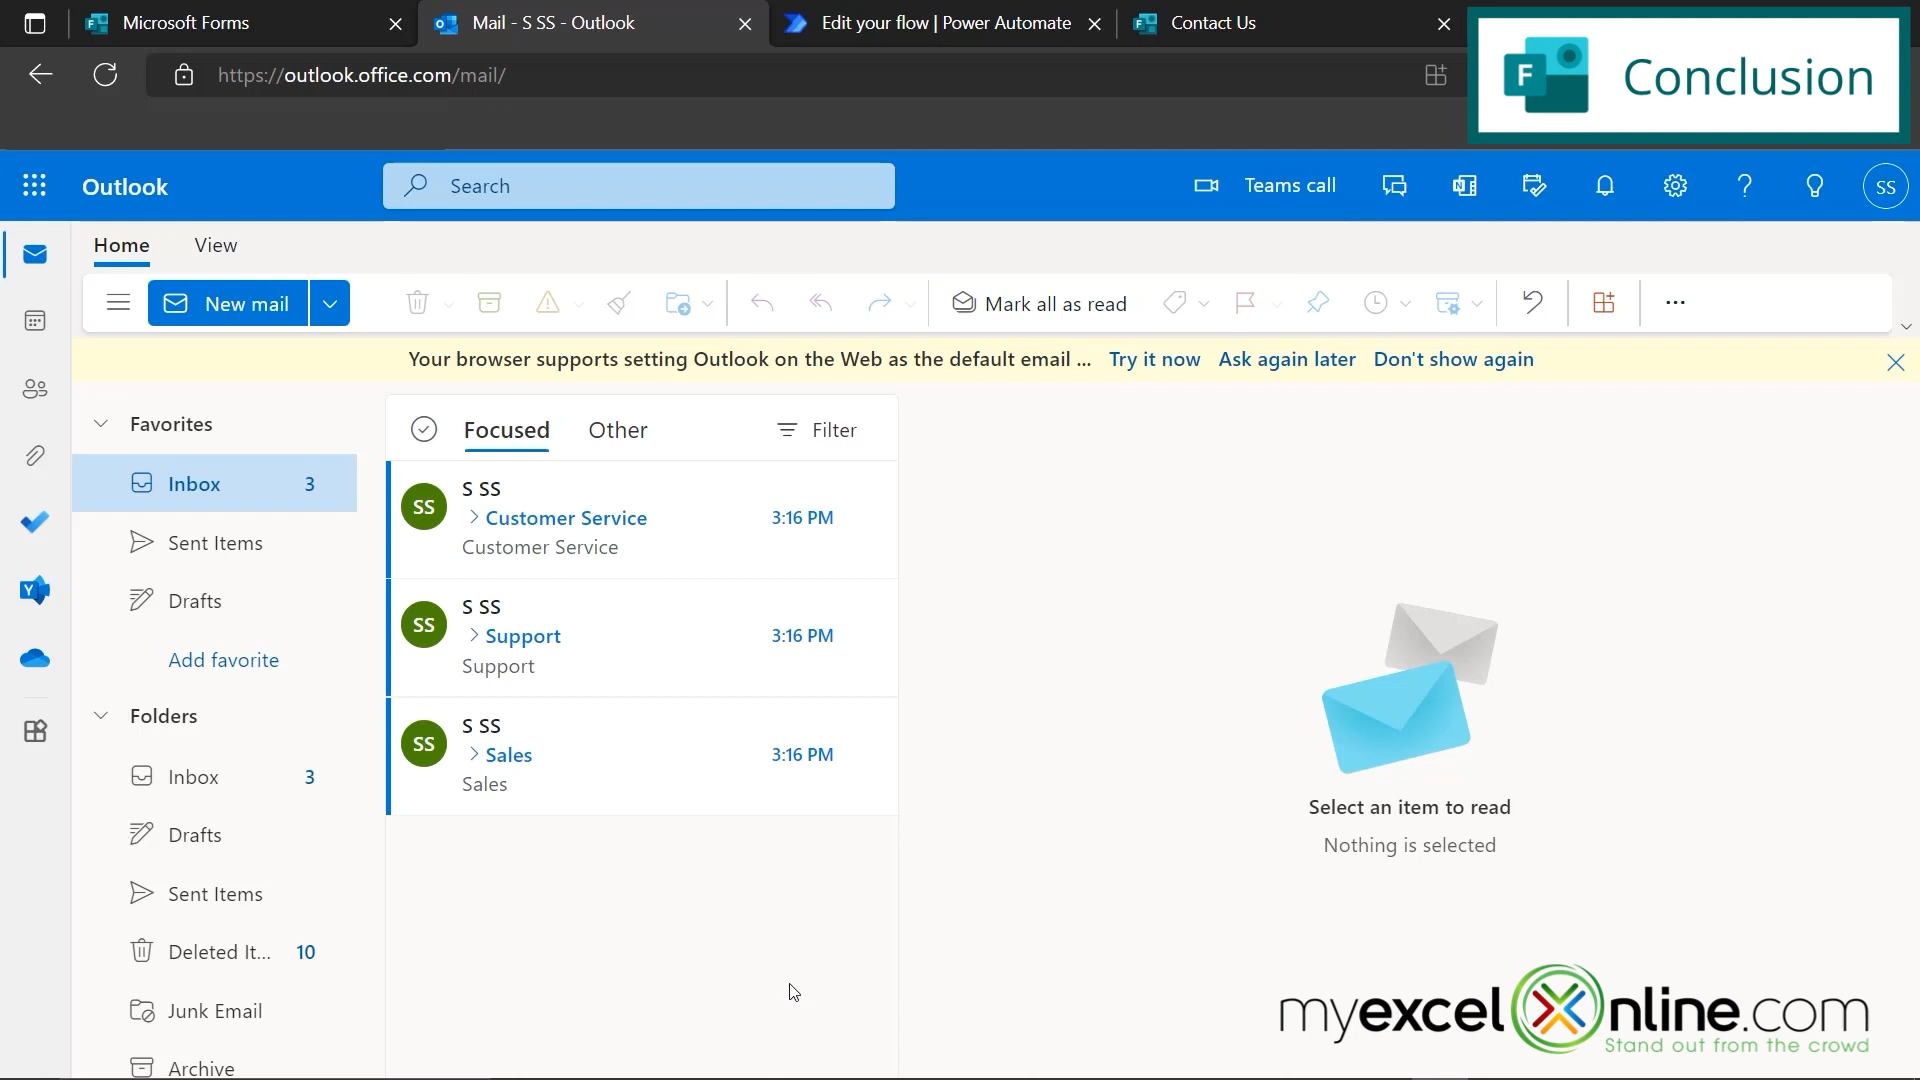 Microsoft Forms
Mail - S SS - Outlook
Edit your flow | Power Automate
Contact Us
https://outlook.office.com/mail/
F
Conclusion
Outlook
Search
Teams call
SS
Home
View
New mail
Mark all as read
Your browser supports setting Outlook on the Web as the default email ...
Try it now
Ask again later
Don't show again
Favorites
Inbox 3
Sent Items
Drafts
Add favorite
Folders
Inbox 3
Drafts
Sent Items
Deleted It... 10
Junk Email
Archive
Focused
Other
Filter
SS
S SS
Customer Service 3:16 PM
Customer Service
SS
S SS
Support 3:16 PM
Support
SS
S SS
Sales 3:16 PM
Sales
Select an item to read
Nothing is selected
myexcelOnline.com
Stand out from the crowd